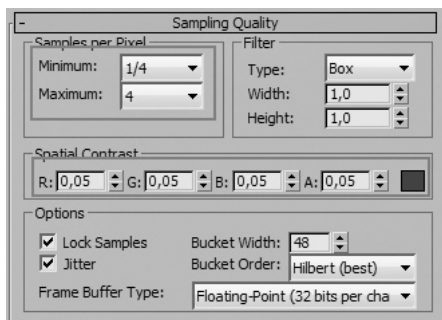 - Sampling Quality
Samples per Pixel Filter
Minimum: 1/4 Type: Box
Maximum: 4 Width: 1,0
Height: 1,0
Spatial Contrast
R: 0,05 G: 0,05 B: 0,05 A: 0,05
Options
Lock Samples Bucket Width: 48
Jitter Bucket Order: Hilbert (best)
Frame Buffer Type: Floating-Point (32 bits per cha